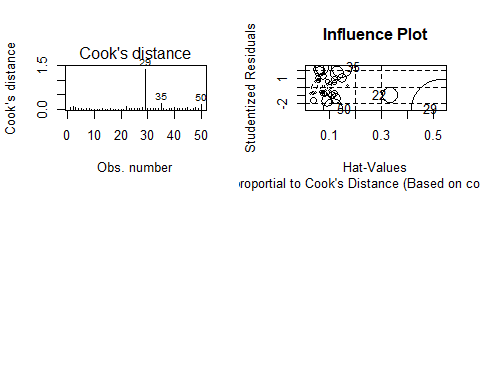 Cook's distance
Cook's distance
0.0 1.5
29
35
50
0 10 20 30 40 50
Obs. number
Influence Plot
Studentized Residuals
-2 1
35
22
50
29
0.1 0.3 0.5
Hat-Values
proportial to Cook's Distance (Based on co